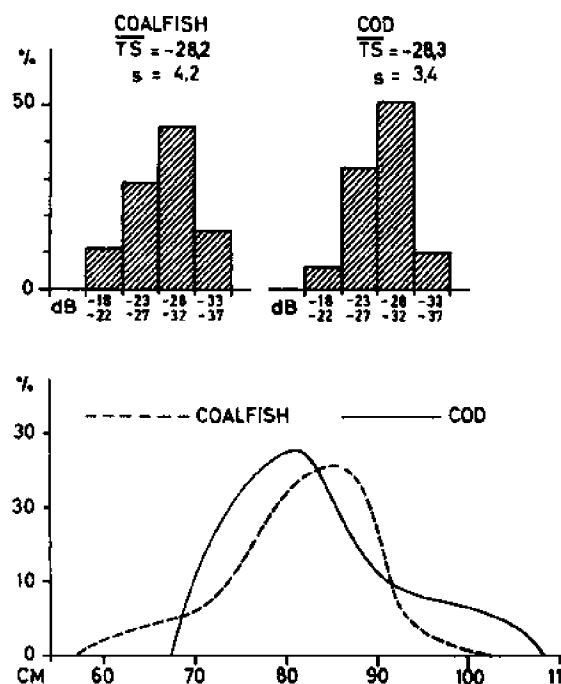 COALFISH
TS = -28,2
s = 4,2
COD
TS = -28,3
s = 3,4
%
50
0
dB -18 -23 -28 -33
-22 -27 -32 -37
dB -18 -23 -28 -33
-22 -27 -32 -37
%
30
COALFISH COD
30
10
0
CM 60 70 80 90 100 11